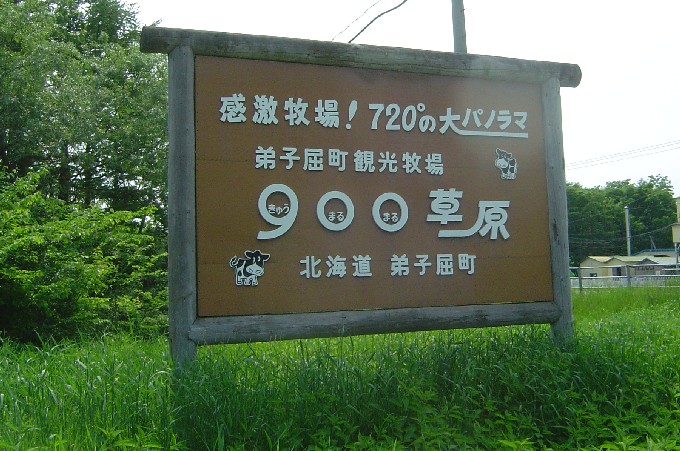 感激牧場！720°の大パノラマ
弟子屈町観光牧場
900草原
きゅう まる まる
北海道 弟子屈町